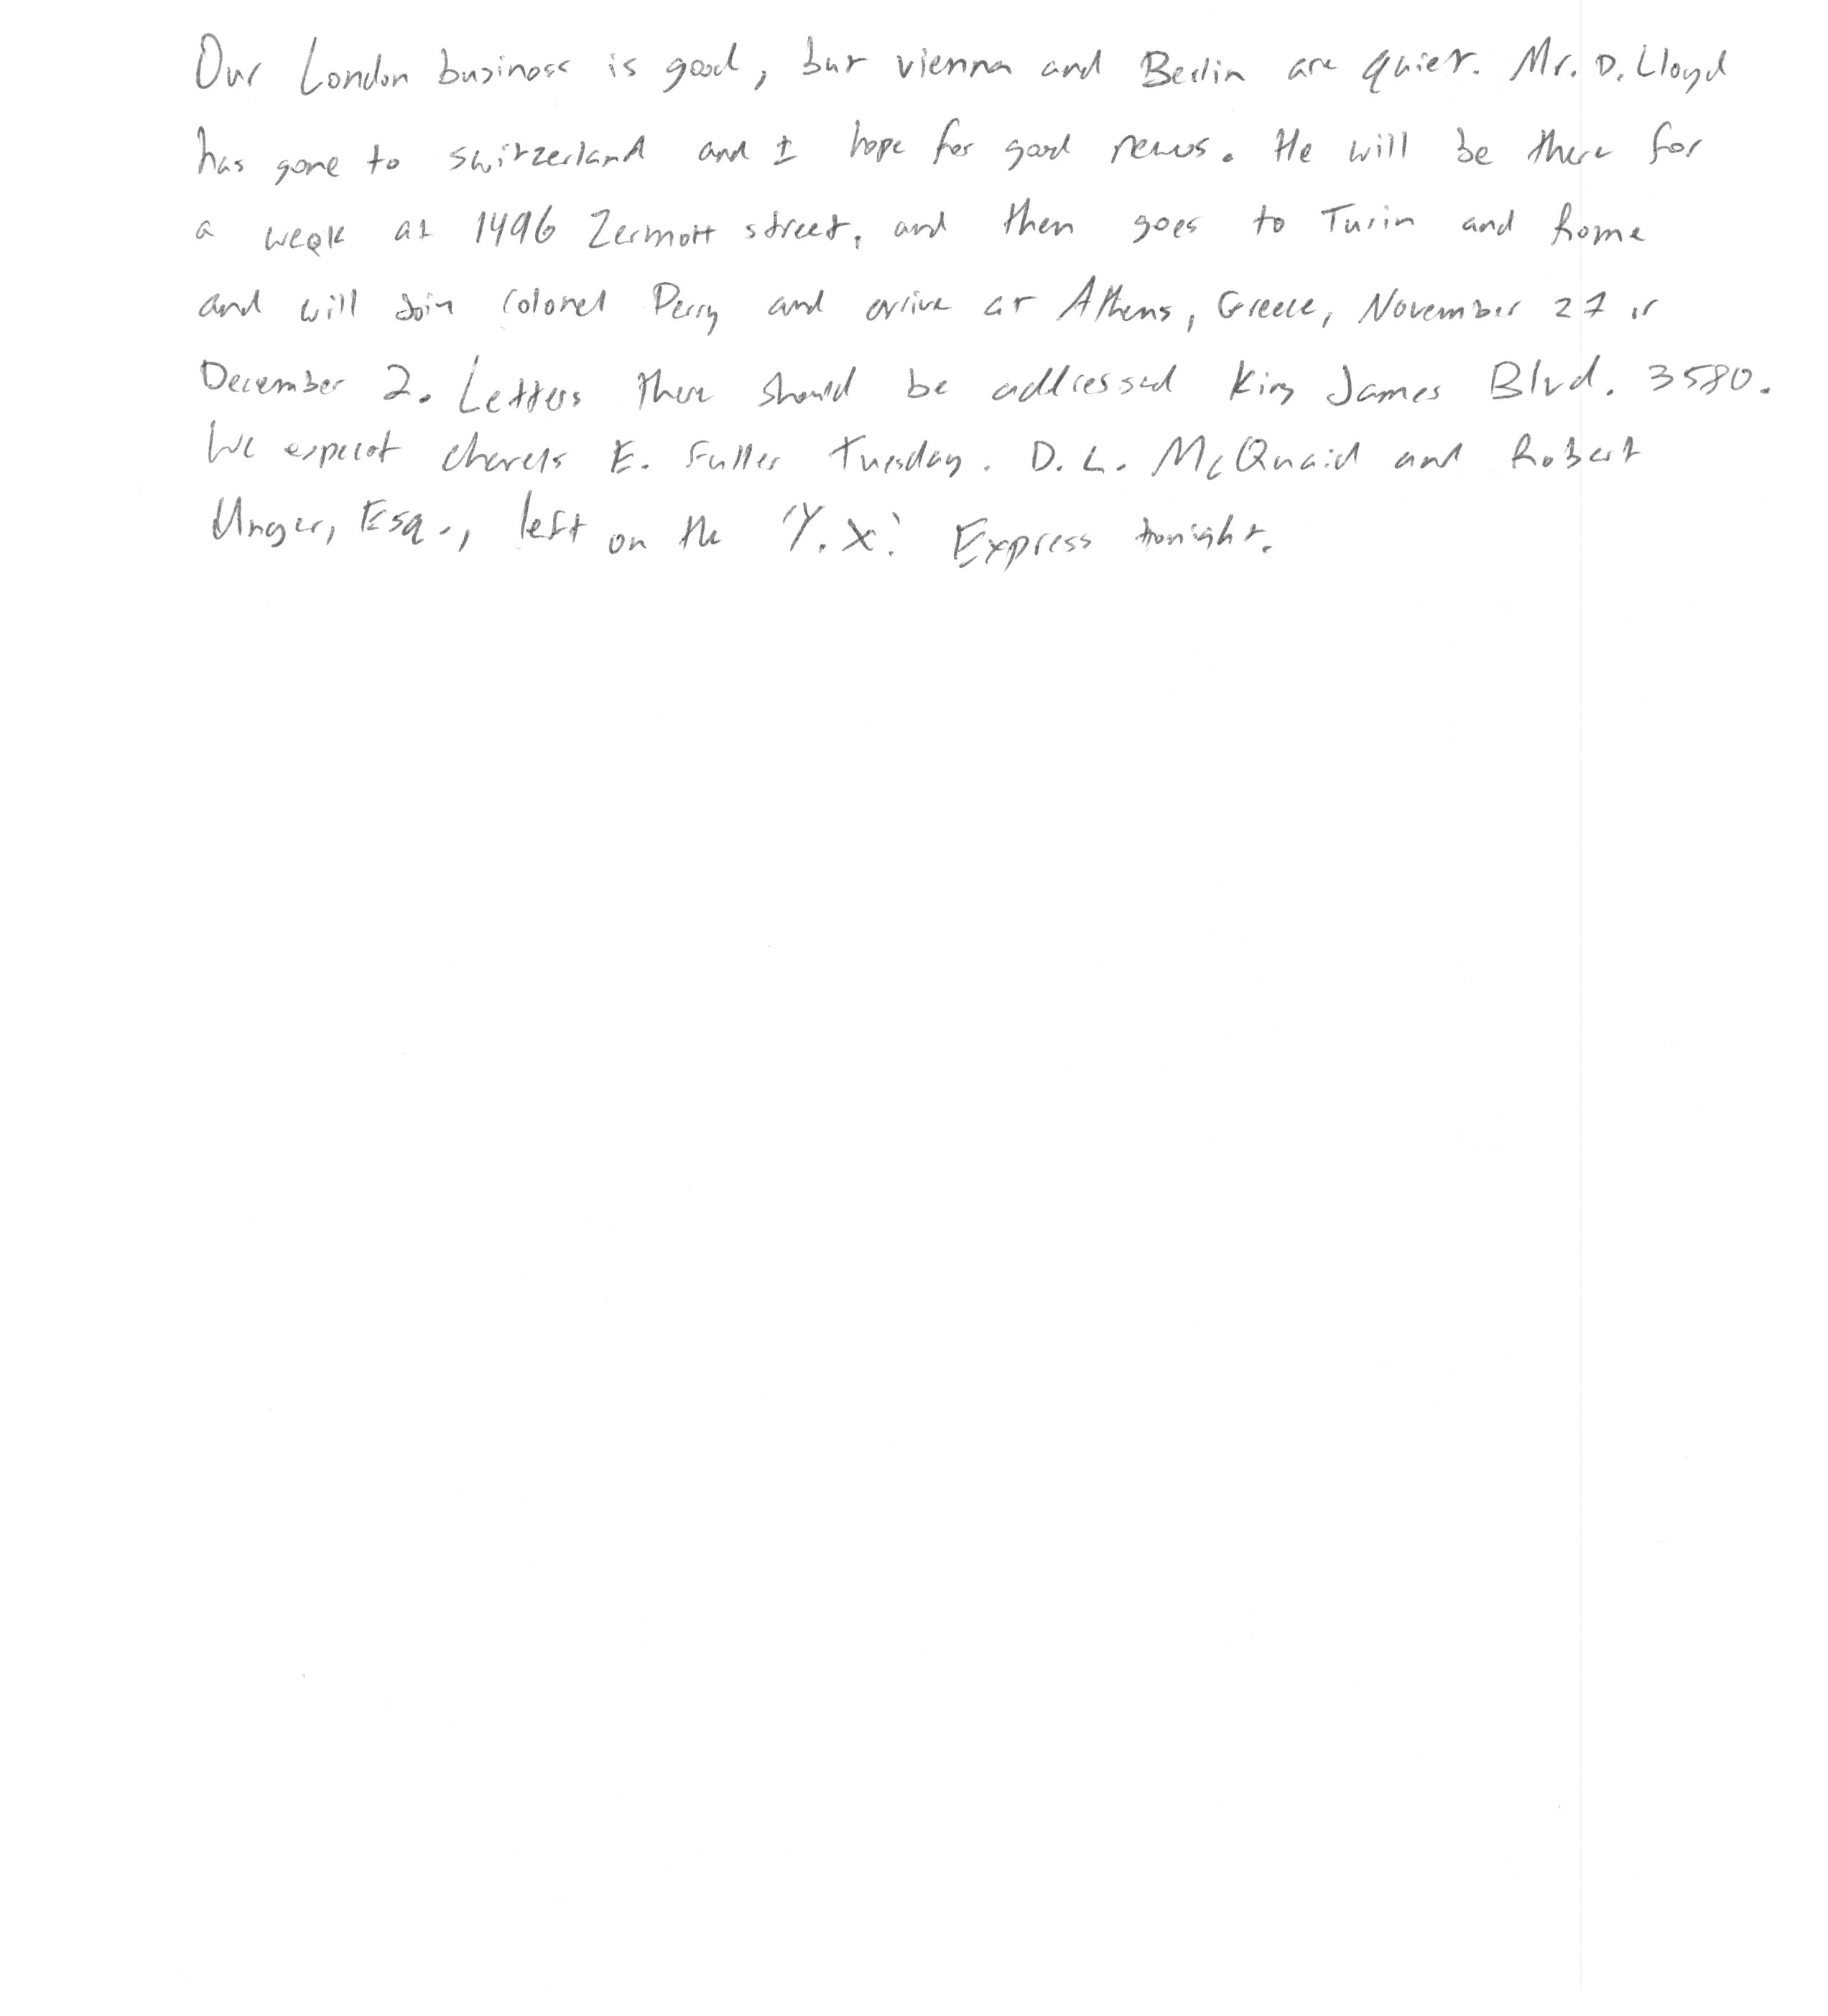 Our London business is good, but vienna and Berlin are quiet. Mr. D. Lloyd
has gone to switzerland and I hope for good news. He will be there for
a week at 1496 Zermott street, and then goes to Turin and Rome
and will Join Colonel Perry and arrive at Athens, Greece, November 27 or
December 2. Letters there should be addressed King James Blvd. 3580.
We expecot charels E. Fuller Tuesday. D. L. McQuaid and Robert
Unger, Esq., left on the 'Y.X.' Express tonight.